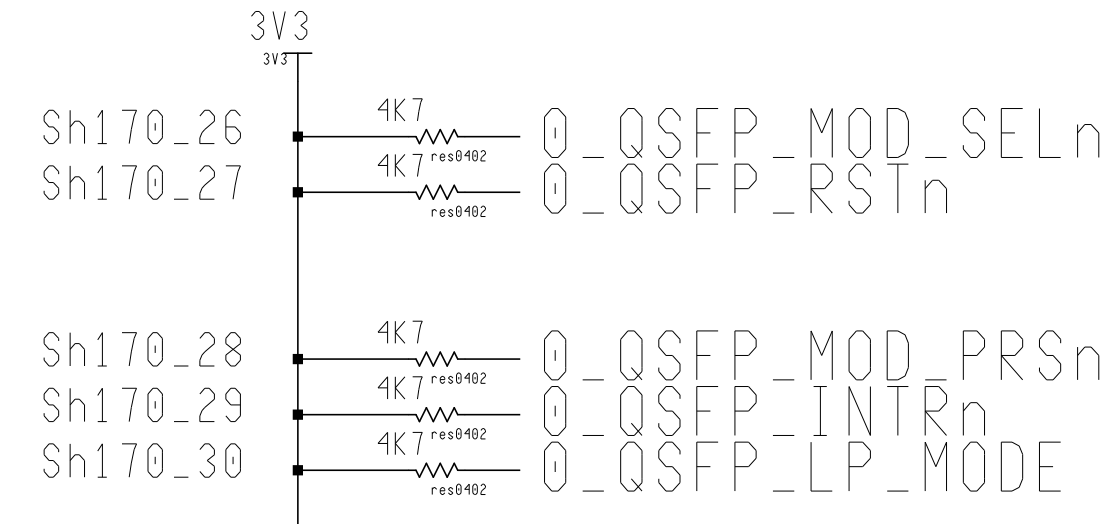 3V3
3V3
Sh170_26 4K7 res0402 0_QSFP_MOD_SELn
Sh170_27 4K7 res0402 0_QSFP_RSTn
Sh170_28 4K7 res0402 0_QSFP_MOD_PRSn
Sh170_29 4K7 res0402 0_QSFP_INTRn
Sh170_30 4K7 res0402 0_QSFP_LP_MODE